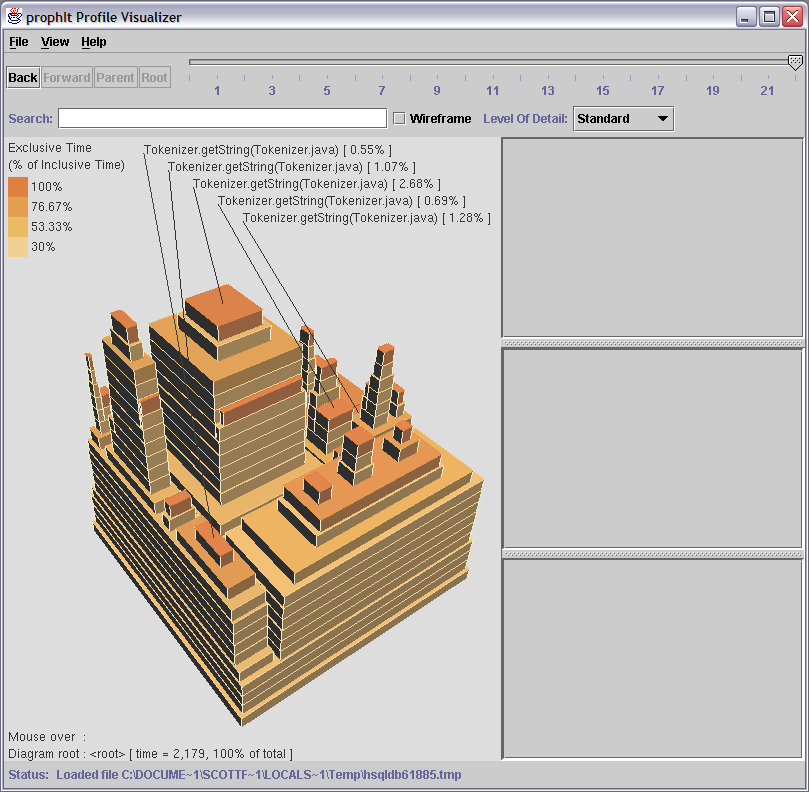 prophIt Profile Visualizer
File View Help
Back Forward Parent Root
1 3 5 7 9 11 13 15 17 19 21
Search: Wireframe Level Of Detail: Standard
Exclusive Time
(% of Inclusive Time)
100%
76.67%
53.33%
30%
Tokenizer.getString(Tokenizer.java) [ 0.55% ]
Tokenizer.getString(Tokenizer.java) [ 1.07% ]
Tokenizer.getString(Tokenizer.java) [ 2.68% ]
Tokenizer.getString(Tokenizer.java) [ 0.69% ]
Tokenizer.getString(Tokenizer.java) [ 1.28% ]
Mouse over :
Diagram root : <root> [ time = 2,179, 100% of total ]
Status: Loaded file C:\DOCUME~1\SCOTTF~1\LOCALS~1\Temp\hsqldb61885.tmp